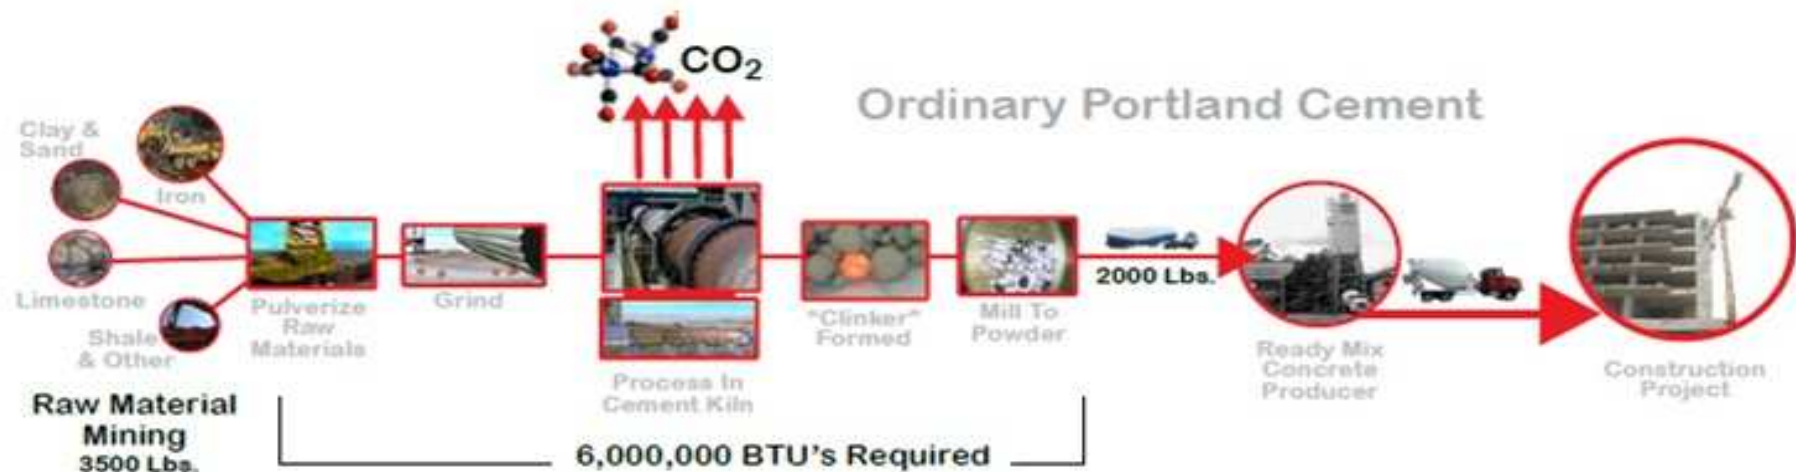 CO₂
Ordinary Portland Cement
Clay &
Sand
Iron
Limestone
Shale
& Other
Pulverize
Raw
Materials
Grind
Process In
Cement Kiln
"Clinker"
Formed
Mill To
Powder
2000 Lbs.
Ready Mix
Concrete
Producer
Construction
Project
Raw Material
Mining
3500 Lbs.
6,000,000 BTU's Required